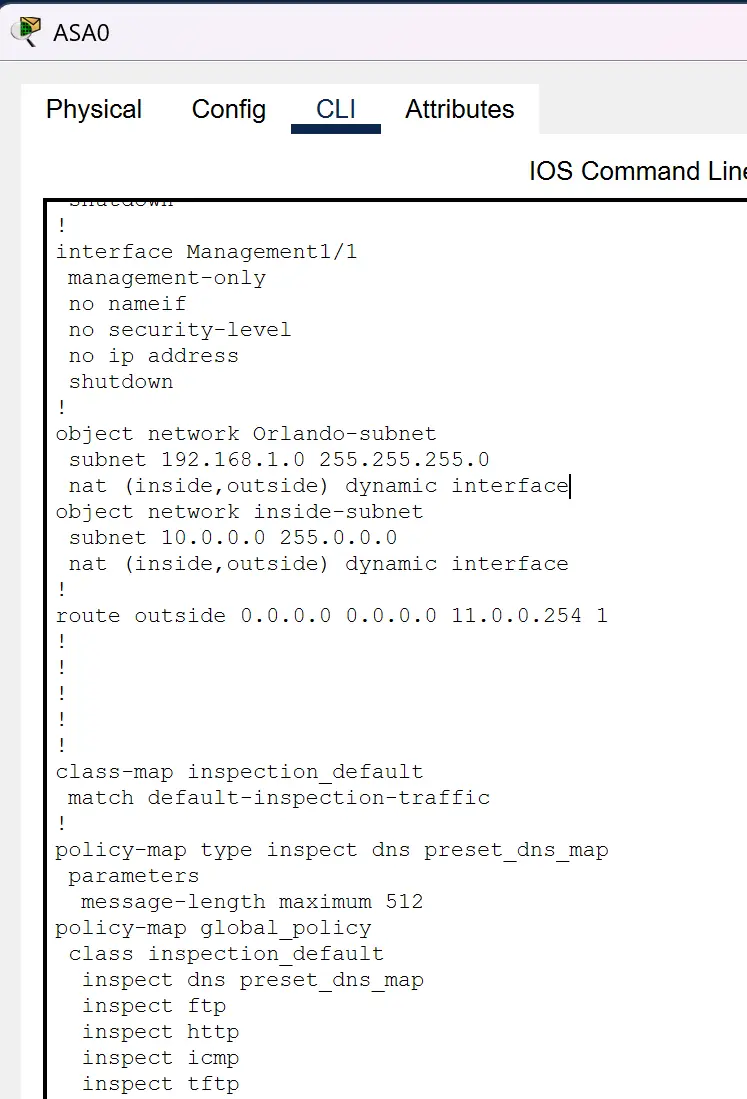 ASA0
Physical Config CLI Attributes
IOS Command Line
shutdown
!
interface Management1/1
management-only
no nameif
no security-level
no ip address
shutdown
!
object network Orlando-subnet
subnet 192.168.1.0 255.255.255.0
nat (inside,outside) dynamic interface
object network inside-subnet
subnet 10.0.0.0 255.0.0.0
nat (inside,outside) dynamic interface
!
route outside 0.0.0.0 0.0.0.0 11.0.0.254 1
!
!
!
!
!
class-map inspection_default
match default-inspection-traffic
!
policy-map type inspect dns preset_dns_map
parameters
message-length maximum 512
policy-map global_policy
class inspection_default
inspect dns preset_dns_map
inspect ftp
inspect http
inspect icmp
inspect tftp